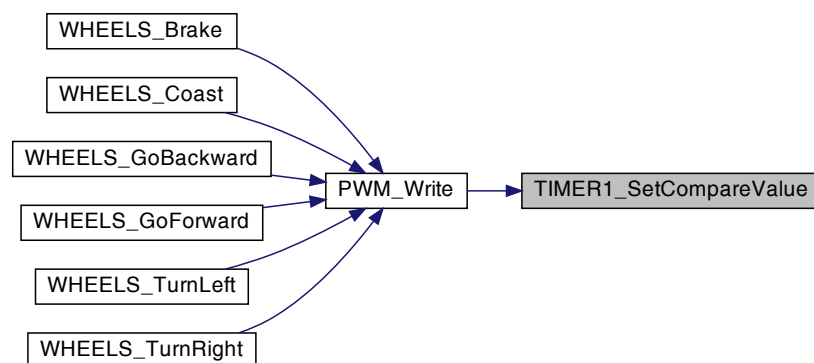 WHEELS_Brake
WHEELS_Coast
WHEELS_GoBackward
PWM_Write
TIMER1_SetCompareValue
WHEELS_GoForward
WHEELS_TurnLeft
WHEELS_TurnRight